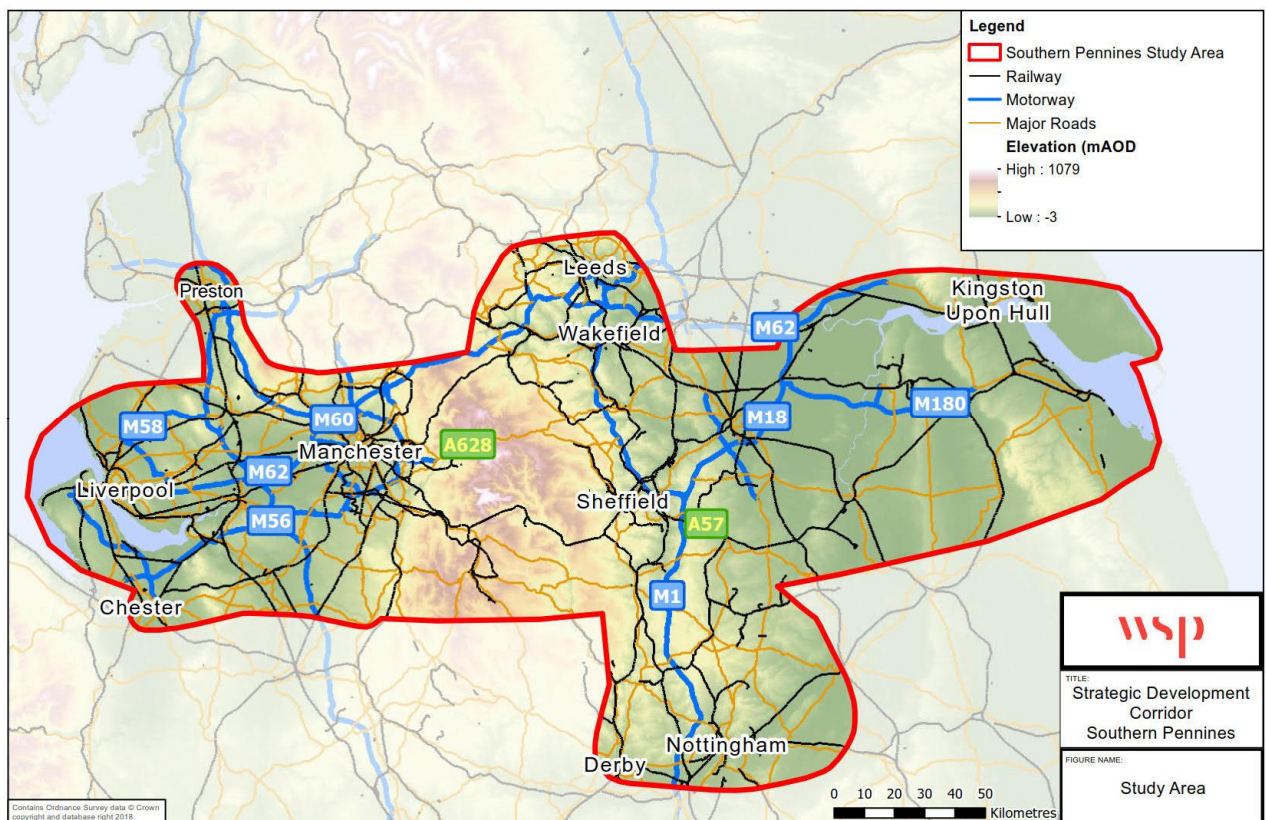 Legend
Southern Pennines Study Area
Railway
Motorway
Major Roads
Elevation (mAOD
High : 1079
Low : -3
Leeds
Preston
Kingston
Upon Hull
Wakefield
M62
M180
M58
M60
M18
A628
Manchester
M62
Liverpool
Sheffield
M56
A57
M1
Chester
Nottingham
Derby
wsp
TITLE:
Strategic Development
Corridor
Southern Pennines
FIGURE NAME:
Study Area
0 10 20 30 40 50
Kilometres
Contains Ordnance Survey data © Crown
copyright and database right 2018.